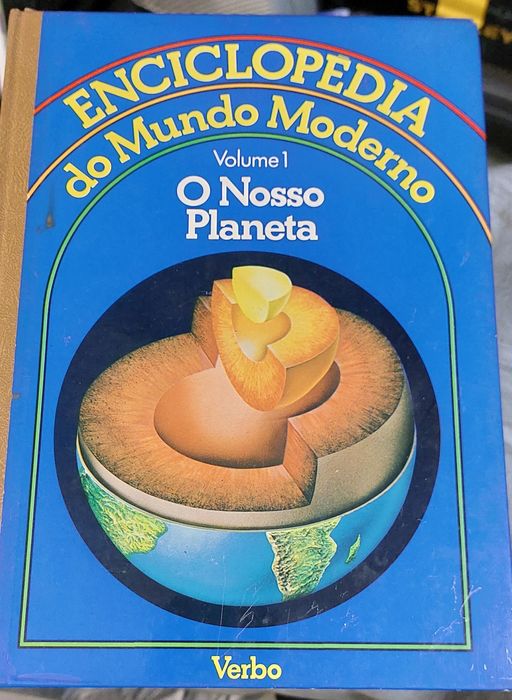 ENCICLOPEDIA
do Mundo Moderno
Volume 1
O Nosso
Planeta
Verbo